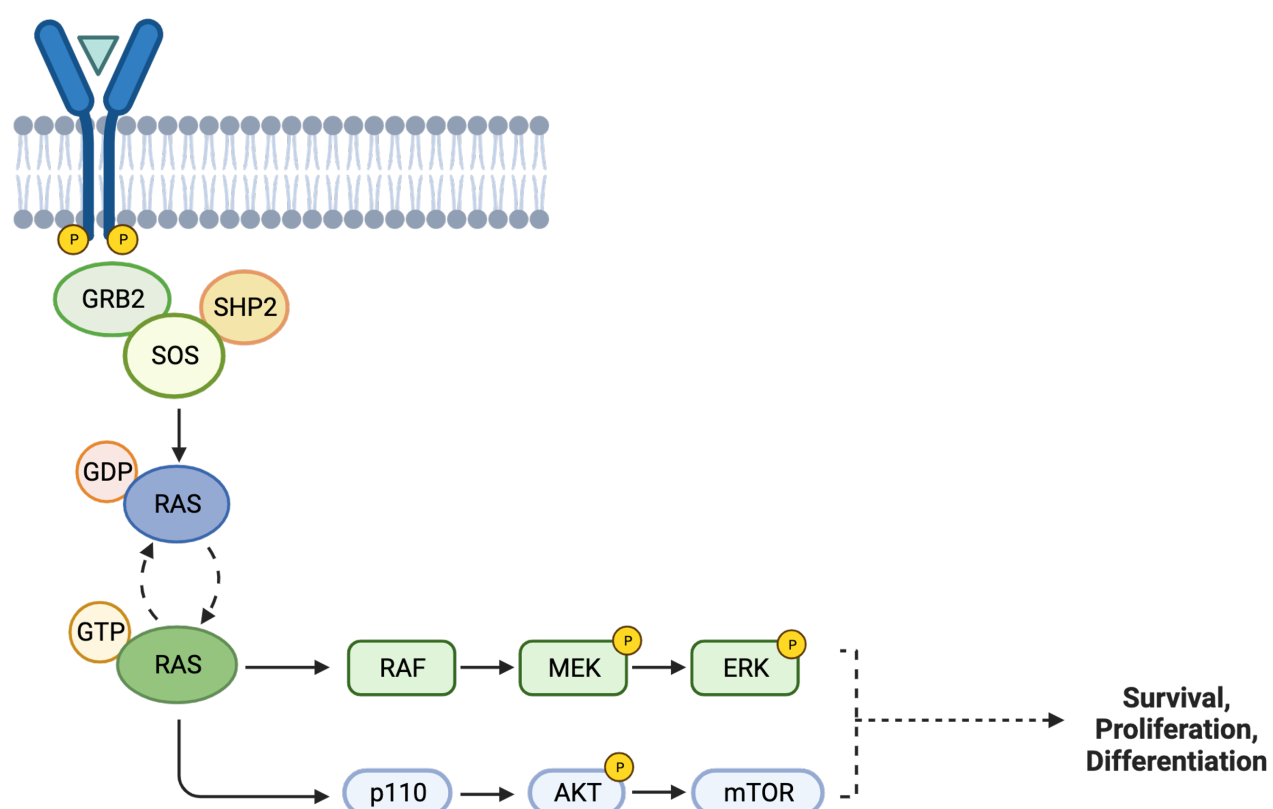 P
P
GRB2
SHP2
SOS
GDP
RAS
GTP
RAS
RAF
MEK
P
ERK
P
p110
AKT
P
mTOR
Survival,
Proliferation,
Differentiation